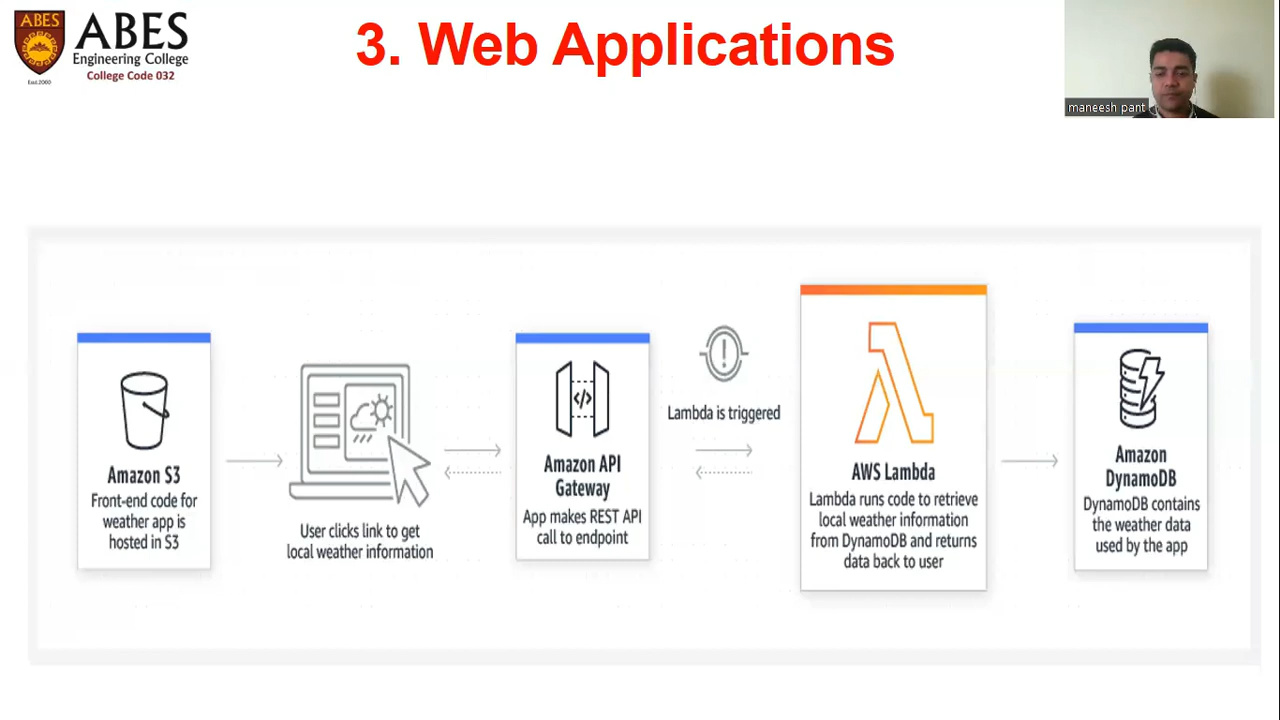 ABES
ABES
Engineering College
College Code 032
Estd.2000
3. Web Applications
maneesh pant
Amazon S3
Front-end code for
weather app is
hosted in S3
User clicks link to get
local weather information
Amazon API
Gateway
App makes REST API
call to endpoint
Lambda is triggered
AWS Lambda
Lambda runs code to retrieve
local weather information
from DynamoDB and returns
data back to user
Amazon
DynamoDB
DynamoDB contains
the weather data
used by the app